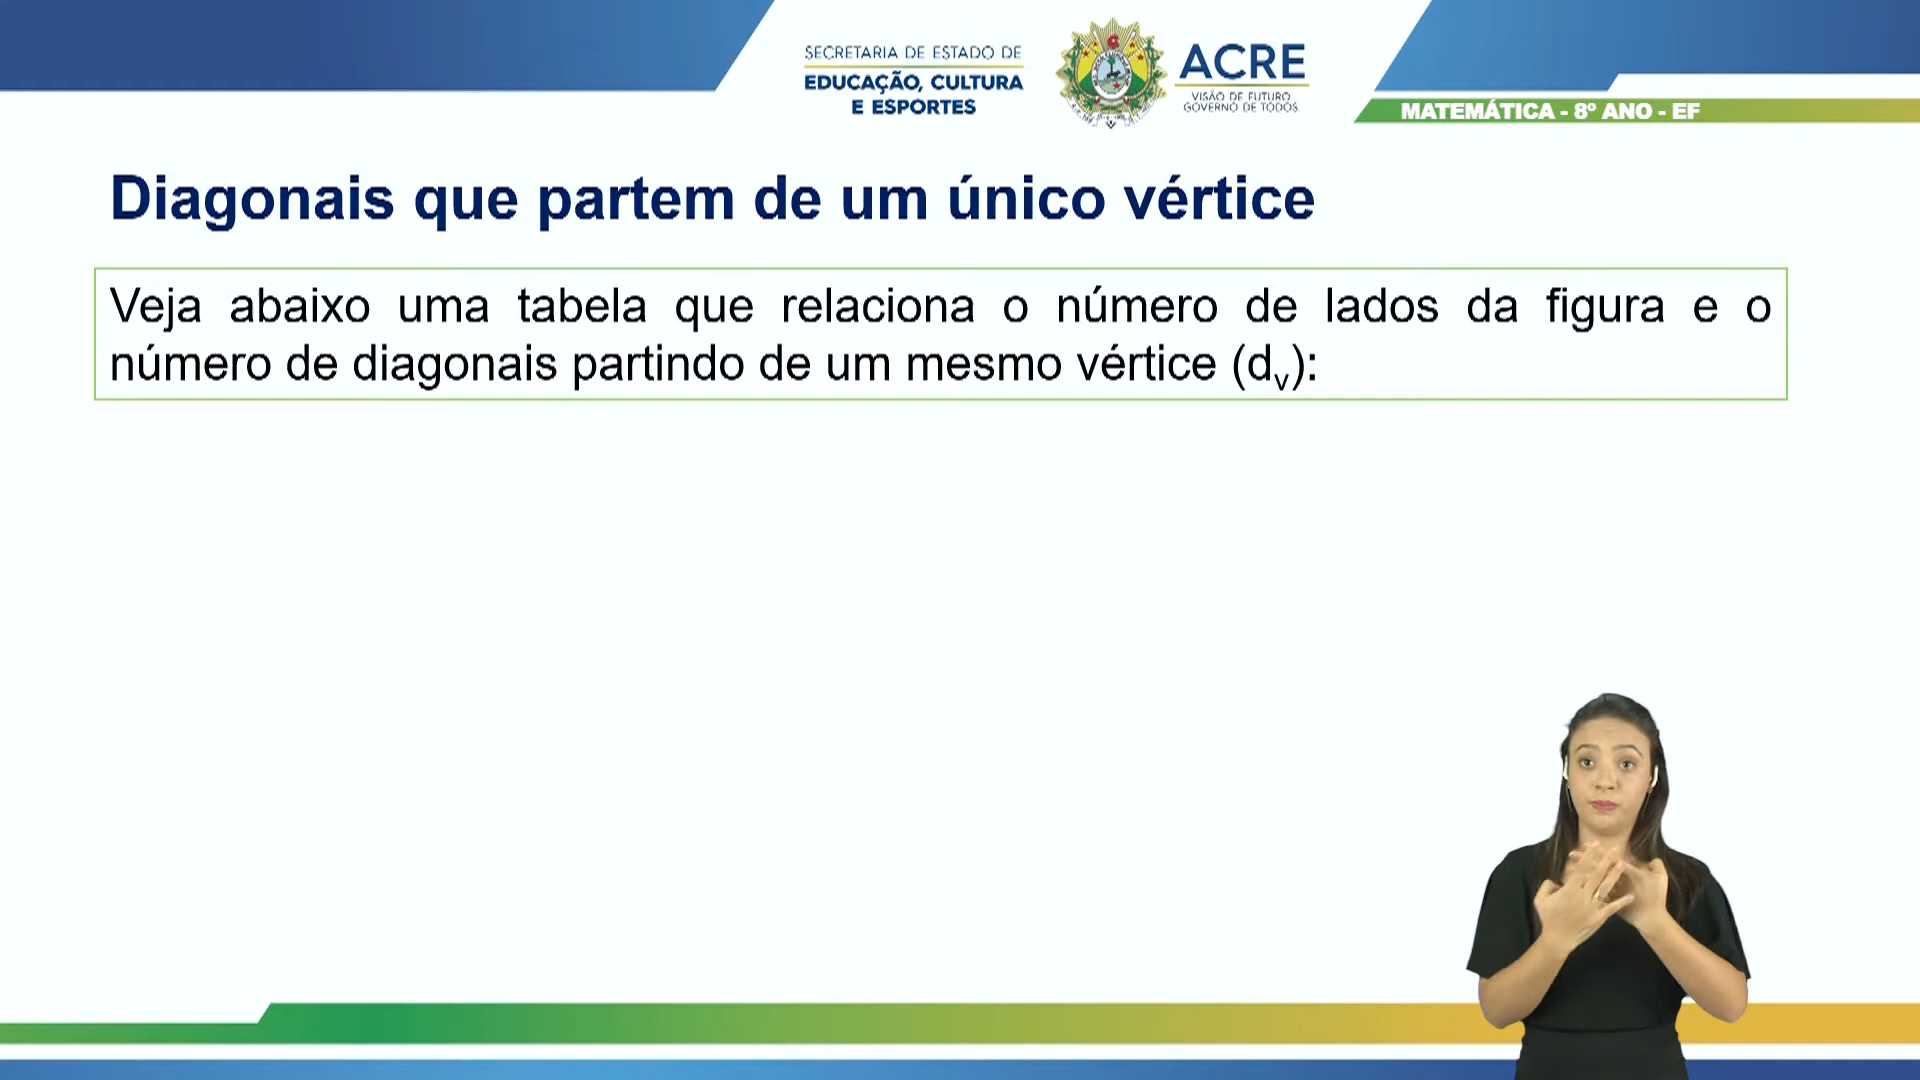 SECRETARIA DE ESTADO DE
EDUCAÇÃO, CULTURA
E ESPORTES
ACRE
VISÃO DE FUTURO.
GOVERNO DE TODOS.
MATEMÁTICA - 8º ANO - EF
Diagonais que partem de um único vértice
Veja abaixo uma tabela que relaciona o número de lados da figura e o
número de diagonais partindo de um mesmo vértice (dᵥ):